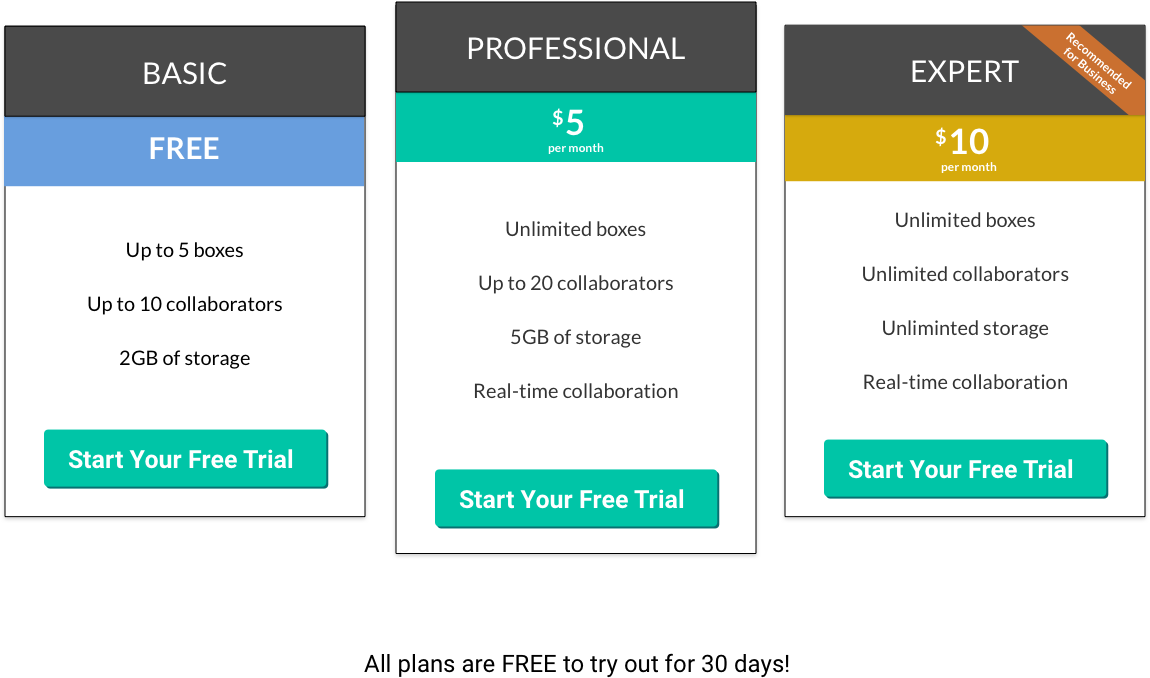 BASIC
FREE
Up to 5 boxes
Up to 10 collaborators
2GB of storage
Start Your Free Trial
PROFESSIONAL
$5
per month
Unlimited boxes
Up to 20 collaborators
5GB of storage
Real-time collaboration
Start Your Free Trial
EXPERT
Recommended
for Business
$10
per month
Unlimited boxes
Unlimited collaborators
Unliminted storage
Real-time collaboration
Start Your Free Trial
All plans are FREE to try out for 30 days!